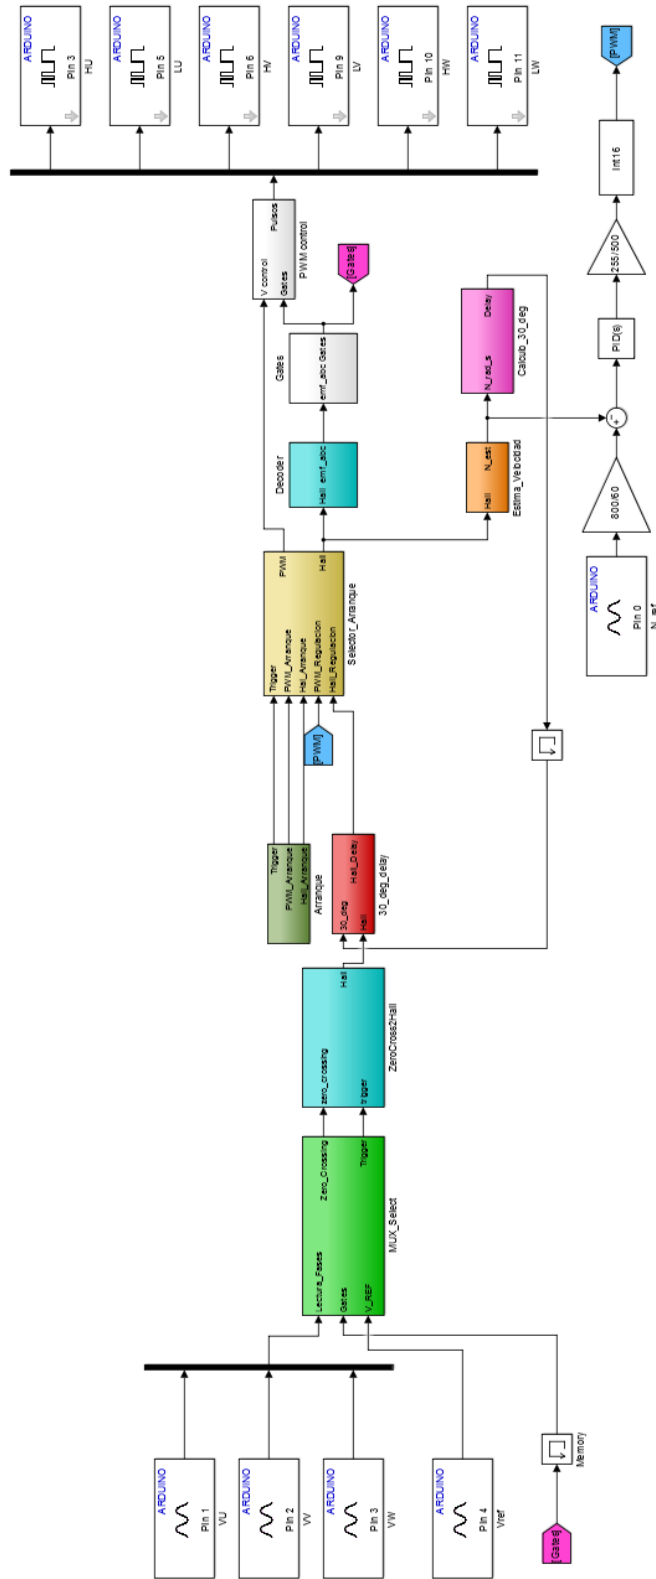 ARDUINO
Pin 1
VU
ARDUINO
Pin 2
VV
ARDUINO
Pin 3
VW
ARDUINO
Pin 4
Vref
[Gates]
Memory
Lectura_Fases
Gates
V_REF
Zero_Crossing
Trigger
MUX_Select
zero_crossing
trigger
Hall
ZeroCross2Hall
Trigger
PWM_Arranque
Hall_Arranque
Arranque
30_deg
Hall
Hall_Delay
30_deg_delay
[PWM]
Trigger
PWM_Arranque
Hal_Arranque
PWM_Regulacion
Hall_Regulacion
PWM
Hall
Selector_Arranque
Hall
emf_abc
Decoder
emf_abc
Gates
Gates
[Gates]
V control
Gates
Pulsos
PWM control
Hall
N_est
Estima_Velocidad
N_rad_s
Delay
Calculo_30_deg
ARDUINO
Pin 3
HU
ARDUINO
Pin 5
LU
ARDUINO
Pin 6
HV
ARDUINO
Pin 9
LV
ARDUINO
Pin 10
HW
ARDUINO
Pin 11
LW
ARDUINO
Pin 0
N_ref
800/60
+
-
PID(s)
255/500
Int16
[PWM]